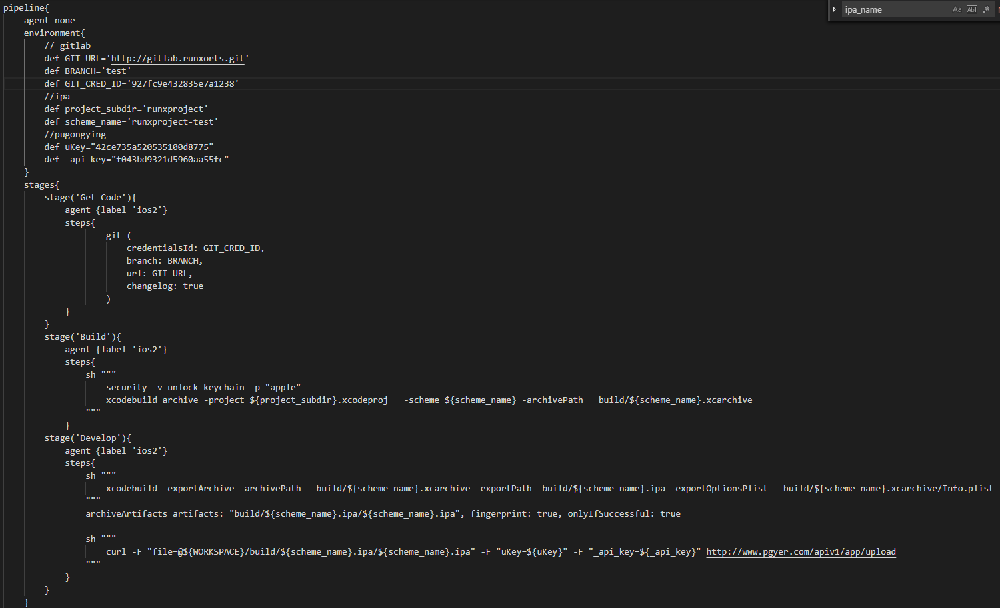 pipeline{
    agent none
    environment{
        // gitlab
        def GIT_URL='http://gitlab.runxorts.git'
        def BRANCH='test'
        def GIT_CRED_ID='927fc9e432835e7a1238'
        //ipa
        def project_subdir='runxproject'
        def scheme_name='runxproject-test'
        //pugongying
        def uKey="42ce735a520535100d8775"
        def _api_key="f043bd9321d5960aa55fc"
    }
    stages{
        stage('Get Code'){
            agent {label 'ios2'}
            steps{
                    git (
                        credentialsId: GIT_CRED_ID,
                        branch: BRANCH,
                        url: GIT_URL,
                        changelog: true
                    )
            }
        }
        stage('Build'){
            agent {label 'ios2'}
            steps{
                sh """
                    security -v unlock-keychain -p "apple"
                    xcodebuild archive -project ${project_subdir}.xcodeproj   -scheme ${scheme_name} -archivePath   build/${scheme_name}.xcarchive
                """
            }
        stage('Develop'){
            agent {label 'ios2'}
            steps{
                sh """
                    xcodebuild -exportArchive -archivePath   build/${scheme_name}.xcarchive -exportPath  build/${scheme_name}.ipa -exportOptionsPlist   build/${scheme_name}.xcarchive/Info.plist
                """
                archiveArtifacts artifacts: "build/${scheme_name}.ipa/${scheme_name}.ipa", fingerprint: true, onlyIfSuccessful: true
                sh """
                    curl -F "file=@${WORKSPACE}/build/${scheme_name}.ipa/${scheme_name}.ipa" -F "uKey=${uKey}" -F "_api_key=${_api_key}" http://www.pgyer.com/apiv1/app/upload
                """
            }
        }
    }
ipa_name
Aa Abl .*